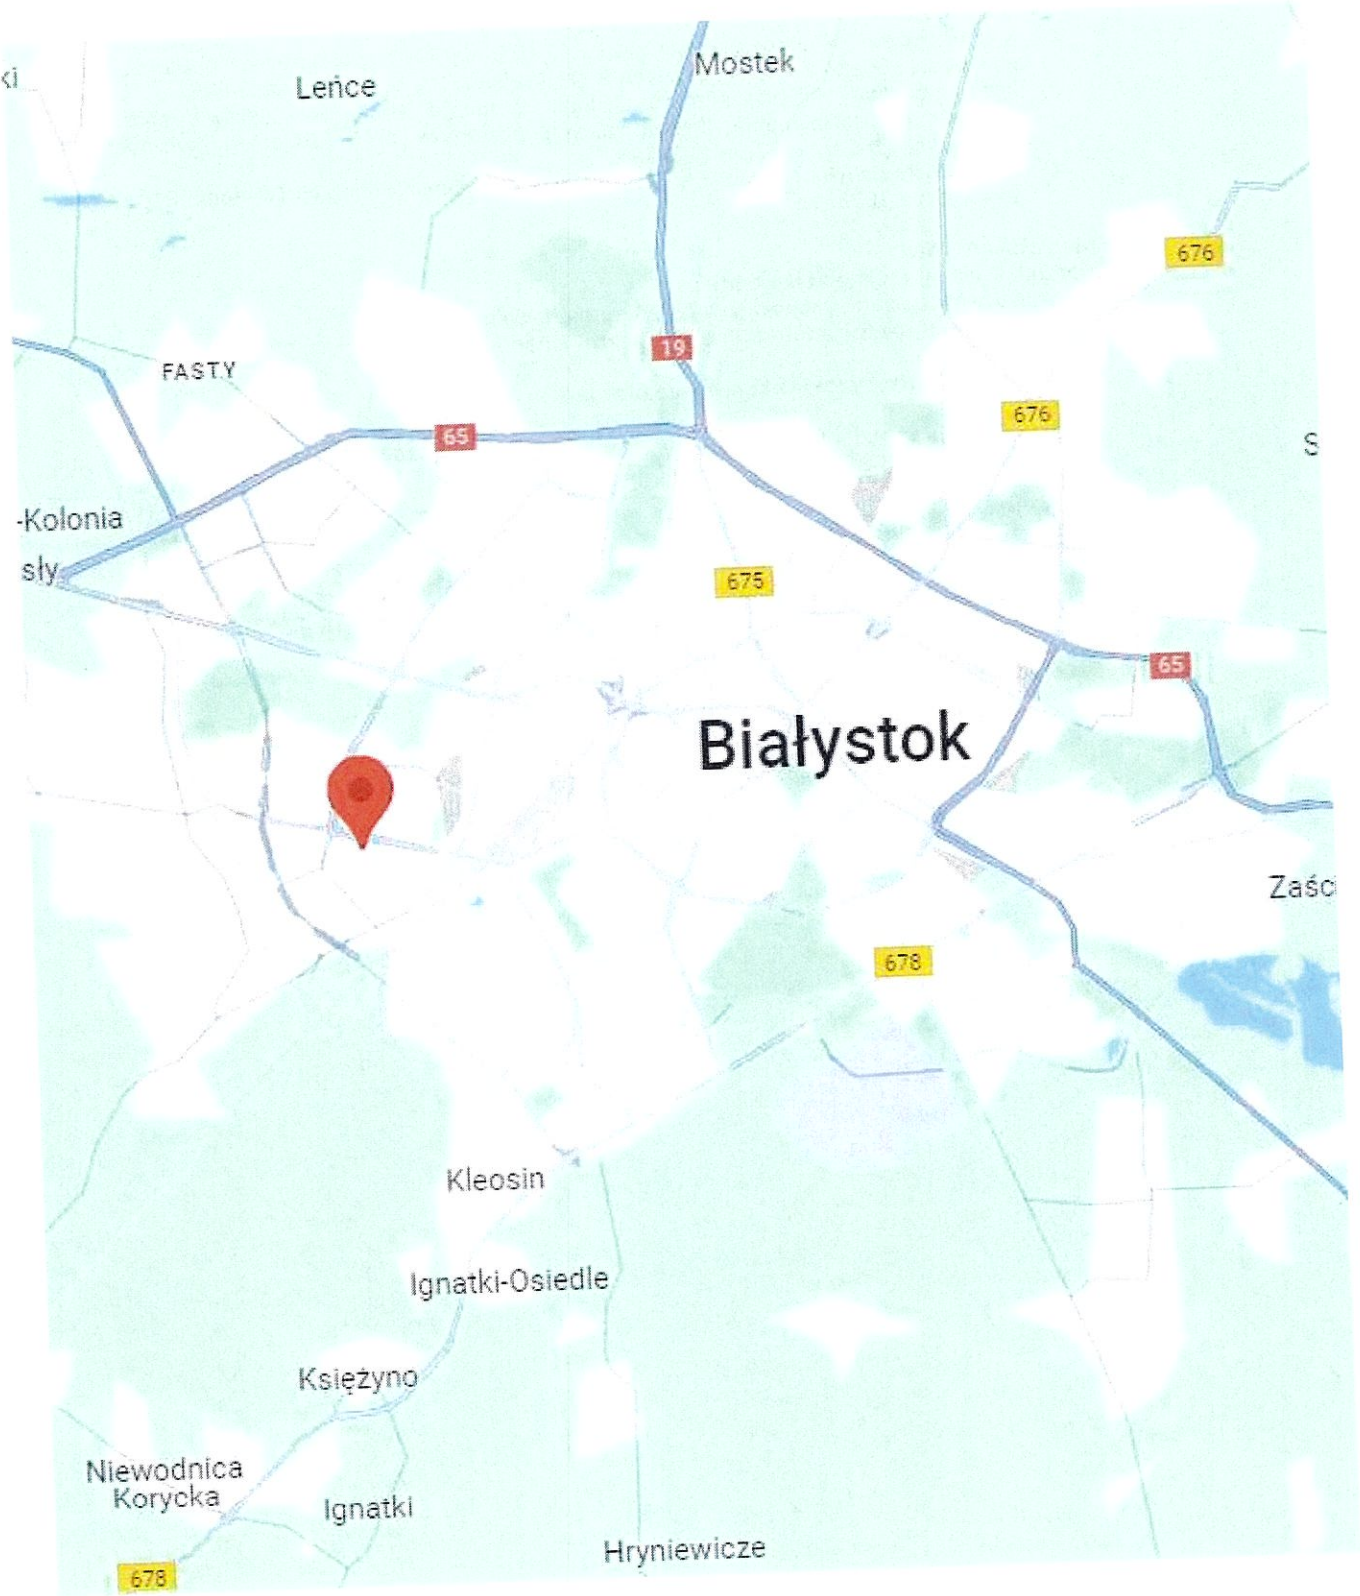 ki
Leńce
Mostek
676
19
FASTY
676
65
S
-Kolonia
sły
675
65
Białystok
Zaści
678
Kleosin
Ignatki-Osiedle
Księżyno
Niewodnica
Korycka
Ignatki
Hryniewicze
678